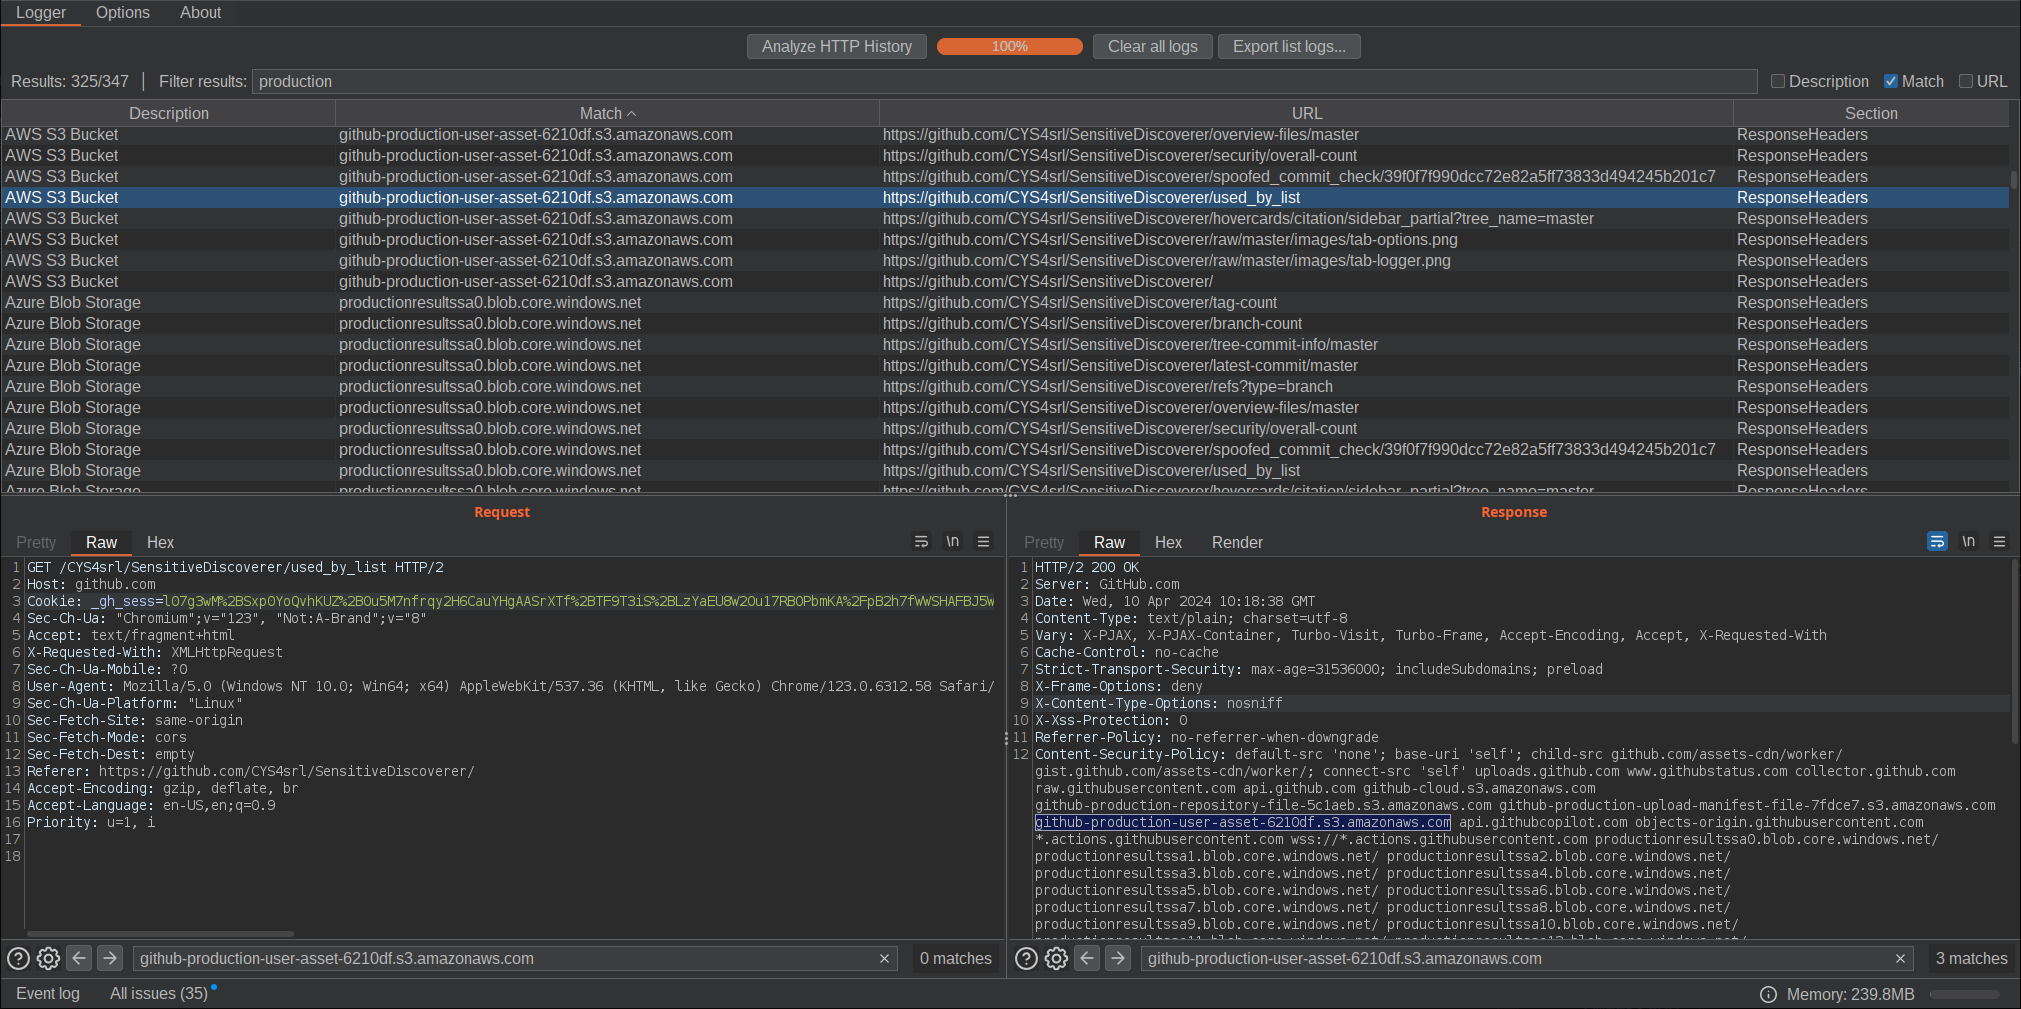 Logger Options About
Analyze HTTP History 100% Clear all logs Export list logs...
Results: 325/347 Filter results: production Description Match URL
Description Match URL Section
AWS S3 Bucket github-production-user-asset-6210df.s3.amazonaws.com https://github.com/CYS4srl/SensitiveDiscoverer/overview-files/master ResponseHeaders
AWS S3 Bucket github-production-user-asset-6210df.s3.amazonaws.com https://github.com/CYS4srl/SensitiveDiscoverer/security/overall-count ResponseHeaders
AWS S3 Bucket github-production-user-asset-6210df.s3.amazonaws.com https://github.com/CYS4srl/SensitiveDiscoverer/spoofed_commit_check/39f0f7f990dcc72e82a5ff73833d494245b201c7 ResponseHeaders
AWS S3 Bucket github-production-user-asset-6210df.s3.amazonaws.com https://github.com/CYS4srl/SensitiveDiscoverer/used_by_list ResponseHeaders
AWS S3 Bucket github-production-user-asset-6210df.s3.amazonaws.com https://github.com/CYS4srl/SensitiveDiscoverer/hovercards/citation/sidebar_partial?tree_name=master ResponseHeaders
AWS S3 Bucket github-production-user-asset-6210df.s3.amazonaws.com https://github.com/CYS4srl/SensitiveDiscoverer/raw/master/images/tab-options.png ResponseHeaders
AWS S3 Bucket github-production-user-asset-6210df.s3.amazonaws.com https://github.com/CYS4srl/SensitiveDiscoverer/raw/master/images/tab-logger.png ResponseHeaders
AWS S3 Bucket github-production-user-asset-6210df.s3.amazonaws.com https://github.com/CYS4srl/SensitiveDiscoverer/ ResponseHeaders
Azure Blob Storage productionresultssa0.blob.core.windows.net https://github.com/CYS4srl/SensitiveDiscoverer/tag-count ResponseHeaders
Azure Blob Storage productionresultssa0.blob.core.windows.net https://github.com/CYS4srl/SensitiveDiscoverer/branch-count ResponseHeaders
Azure Blob Storage productionresultssa0.blob.core.windows.net https://github.com/CYS4srl/SensitiveDiscoverer/tree-commit-info/master ResponseHeaders
Azure Blob Storage productionresultssa0.blob.core.windows.net https://github.com/CYS4srl/SensitiveDiscoverer/latest-commit/master ResponseHeaders
Azure Blob Storage productionresultssa0.blob.core.windows.net https://github.com/CYS4srl/SensitiveDiscoverer/refs?type=branch ResponseHeaders
Azure Blob Storage productionresultssa0.blob.core.windows.net https://github.com/CYS4srl/SensitiveDiscoverer/overview-files/master ResponseHeaders
Azure Blob Storage productionresultssa0.blob.core.windows.net https://github.com/CYS4srl/SensitiveDiscoverer/security/overall-count ResponseHeaders
Azure Blob Storage productionresultssa0.blob.core.windows.net https://github.com/CYS4srl/SensitiveDiscoverer/spoofed_commit_check/39f0f7f990dcc72e82a5ff73833d494245b201c7 ResponseHeaders
Azure Blob Storage productionresultssa0.blob.core.windows.net https://github.com/CYS4srl/SensitiveDiscoverer/used_by_list ResponseHeaders
Azure Blob Storage productionresultssa0.blob.core.windows.net https://github.com/CYS4srl/SensitiveDiscoverer/hovercards/citation/sidebar_partial?tree_name=master ResponseHeaders
Request
Pretty Raw Hex \n
1 GET /CYS4srl/SensitiveDiscoverer/used_by_list HTTP/2
2 Host: github.com
3 Cookie: _gh_sess=lO7g3wM%2BSxpOYoQvhKUZ%2B0u5M7nfrqy2H6CauYHgAASrXTf%2BTF9T3iS%2BLzYaEU8W2Ou17RBOPbmKA%2FpB2h7fWWSHAFBJ5W
4 Sec-Ch-Ua: "Chromium";v="123", "Not:A-Brand";v="8"
5 Accept: text/fragment+html
6 X-Requested-With: XMLHttpRequest
7 Sec-Ch-Ua-Mobile: ?0
8 User-Agent: Mozilla/5.0 (Windows NT 10.0; Win64; x64) AppleWebKit/537.36 (KHTML, like Gecko) Chrome/123.0.6312.58 Safari/
9 Sec-Ch-Ua-Platform: "Linux"
10 Sec-Fetch-Site: same-origin
11 Sec-Fetch-Mode: cors
12 Sec-Fetch-Dest: empty
13 Referer: https://github.com/CYS4srl/SensitiveDiscoverer/
14 Accept-Encoding: gzip, deflate, br
15 Accept-Language: en-US,en;q=0.9
16 Priority: u=1, i
17
18
github-production-user-asset-6210df.s3.amazonaws.com 0 matches
Response
Pretty Raw Hex Render \n
1 HTTP/2 200 OK
2 Server: GitHub.com
3 Date: Wed, 10 Apr 2024 10:18:38 GMT
4 Content-Type: text/plain; charset=utf-8
5 Vary: X-PJAX, X-PJAX-Container, Turbo-Visit, Turbo-Frame, Accept-Encoding, Accept, X-Requested-With
6 Cache-Control: no-cache
7 Strict-Transport-Security: max-age=31536000; includeSubdomains; preload
8 X-Frame-Options: deny
9 X-Content-Type-Options: nosniff
10 X-Xss-Protection: 0
11 Referrer-Policy: no-referrer-when-downgrade
12 Content-Security-Policy: default-src 'none'; base-uri 'self'; child-src github.com/assets-cdn/worker/
gist.github.com/assets-cdn/worker/; connect-src 'self' uploads.github.com www.githubstatus.com collector.github.com
raw.githubusercontent.com api.github.com github-cloud.s3.amazonaws.com
github-production-repository-file-5c1aeb.s3.amazonaws.com github-production-upload-manifest-file-7fdce7.s3.amazonaws.com
github-production-user-asset-6210df.s3.amazonaws.com api.githubcopilot.com objects-origin.githubusercontent.com
*.actions.githubusercontent.com wss://*.actions.githubusercontent.com productionresultssa0.blob.core.windows.net/
productionresultssa1.blob.core.windows.net/ productionresultssa2.blob.core.windows.net/
productionresultssa3.blob.core.windows.net/ productionresultssa4.blob.core.windows.net/
productionresultssa5.blob.core.windows.net/ productionresultssa6.blob.core.windows.net/
productionresultssa7.blob.core.windows.net/ productionresultssa8.blob.core.windows.net/
productionresultssa9.blob.core.windows.net/ productionresultssa10.blob.core.windows.net/
productionresultssa11.blob.core.windows.net/ productionresultssa12.blob.core.windows.net/
github-production-user-asset-6210df.s3.amazonaws.com 3 matches
Event log All issues (35) Memory: 239.8MB